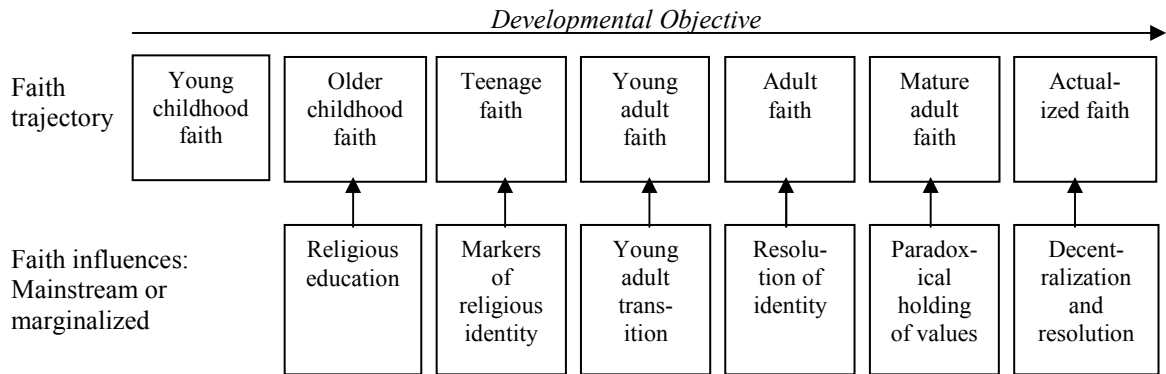 Developmental Objective
Faith
trajectory
Young
childhood
faith
Older
childhood
faith
Teenage
faith
Young
adult
faith
Adult
faith
Mature
adult
faith
Actual-
ized faith
Faith influences:
Mainstream or
marginalized
Religious
education
Markers
of
religious
identity
Young
adult
trans-
ition
Resolu-
tion of
identity
Paradox-
ical
holding
of values
Decent-
ralization
and
resolution